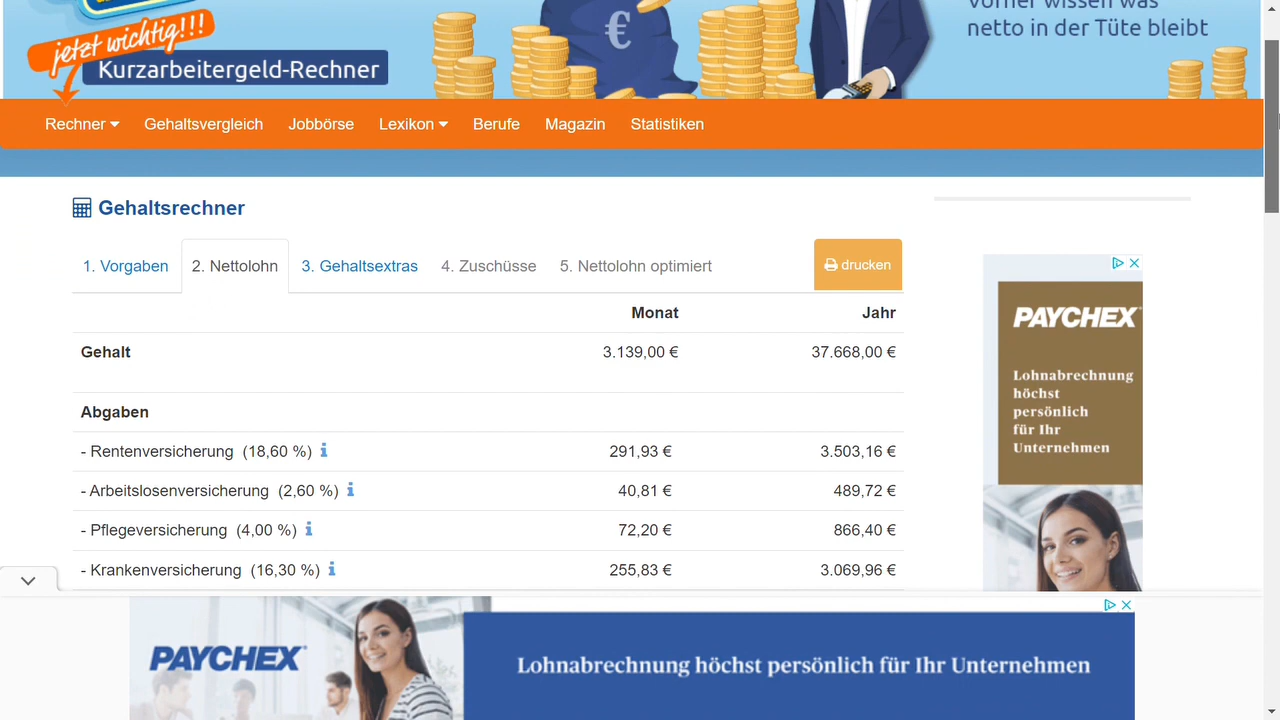 Vorher wissen was
netto in der Tüte bleibt
jetzt wichtig!!!
Kurzarbeitergeld-Rechner
€
Rechner Gehaltsvergleich Jobbörse Lexikon Berufe Magazin Statistiken
Gehaltsrechner
1. Vorgaben 2. Nettolohn 3. Gehaltsextras 4. Zuschüsse 5. Nettolohn optimiert drucken
Monat Jahr
Gehalt 3.139,00 € 37.668,00 €
Abgaben
- Rentenversicherung (18,60 %) i 291,93 € 3.503,16 €
- Arbeitslosenversicherung (2,60 %) i 40,81 € 489,72 €
- Pflegeversicherung (4,00 %) i 72,20 € 866,40 €
- Krankenversicherung (16,30 %) i 255,83 € 3.069,96 €
PAYCHEX
Lohnabrechnung
höchst
persönlich
für Ihr
Unternehmen
PAYCHEX
Lohnabrechnung höchst persönlich für Ihr Unternehmen